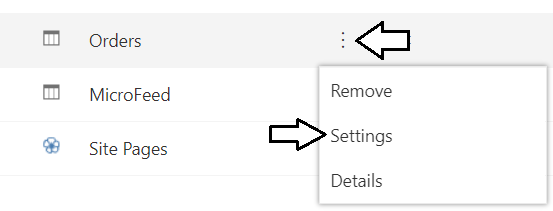 Orders
MicroFeed
Site Pages
Remove
Settings
Details